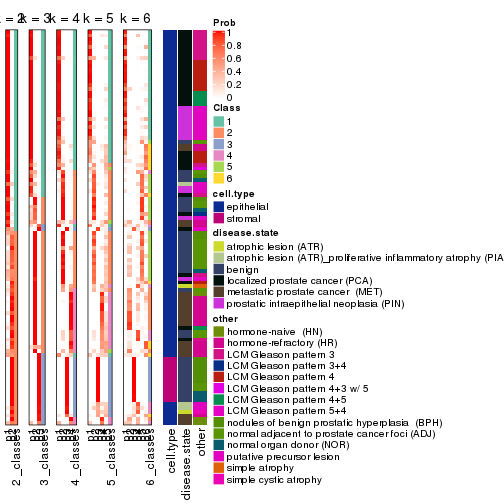 k = 2 k = 3 k = 4 k = 5 k = 6
Prob
1
0.8
0.6
0.4
0.2
0
Class
1
2
3
4
5
6
cell.type
epithelial
stromal
disease.state
atrophic lesion (ATR)
atrophic lesion (ATR)_proliferative inflammatory atrophy (PIA
benign
localized prostate cancer (PCA)
metastatic prostate cancer (MET)
prostatic intraepithelial neoplasia (PIN)
other
hormone-naive (HN)
hormone-refractory (HR)
LCM Gleason pattern 3
LCM Gleason pattern 3+4
LCM Gleason pattern 4
LCM Gleason pattern 4+3 w/ 5
LCM Gleason pattern 4+5
LCM Gleason pattern 5+4
nodules of benign prostatic hyperplasia (BPH)
normal adjacent to prostate cancer foci (ADJ)
normal organ donor (NOR)
putative precursor lesion
simple atrophy
simple cystic atrophy
2_classes
3_classes
4_classes
5_classes
6_classes
cell.type
disease.state
other